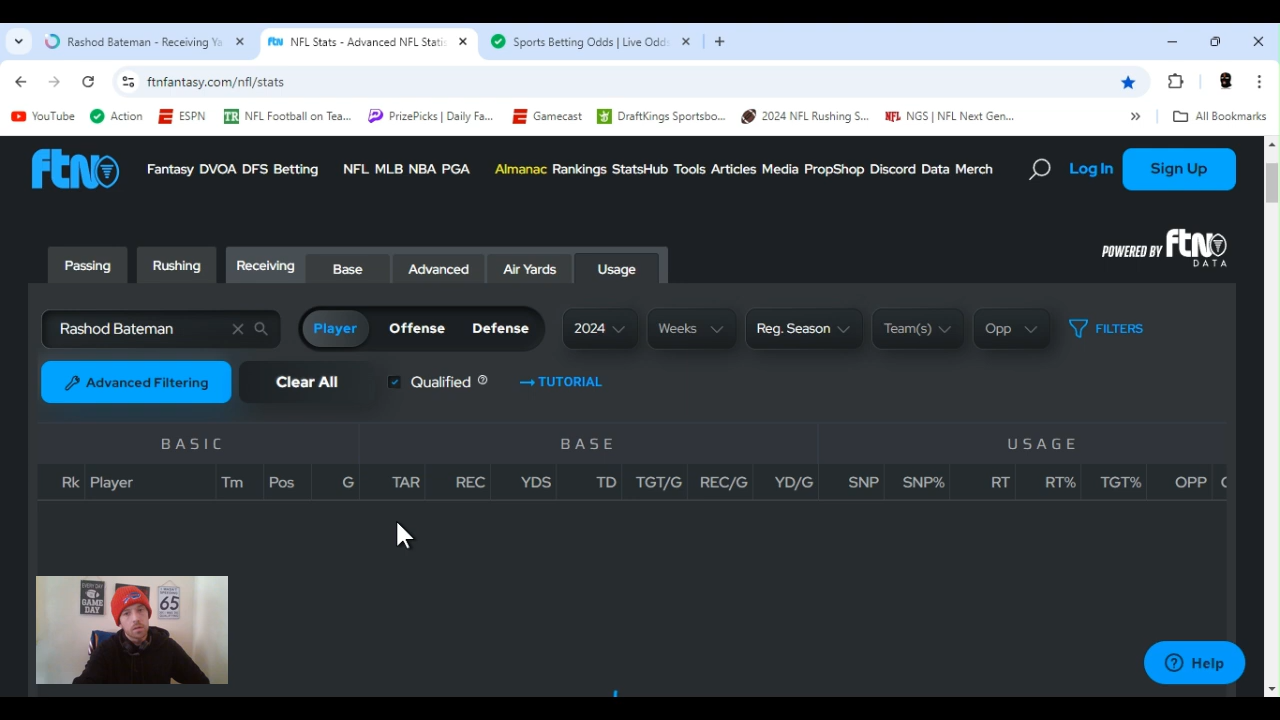 Rashod Bateman - Receiving Ya
NFL Stats - Advanced NFL Statis
Sports Betting Odds | Live Odds
ftnfantasy.com/nfl/stats
YouTube Action ESPN NFL Football on Tea... PrizePicks | Daily Fa... Gamecast DraftKings Sportsbo... 2024 NFL Rushing S... NGS | NFL Next Gen... » All Bookmarks
ftn Fantasy DVOA DFS Betting NFL MLB NBA PGA Almanac Rankings StatsHub Tools Articles Media PropShop Discord Data Merch Log In Sign Up
POWERED BY ftn
DATA
Passing Rushing Receiving Base Advanced Air Yards Usage
Rashod Bateman Player Offense Defense 2024 Weeks Reg. Season Team(s) Opp FILTERS
Advanced Filtering Clear All Qualified → TUTORIAL
BASIC BASE USAGE
Rk Player Tm Pos G TAR REC YDS TD TGT/G REC/G YD/G SNP SNP% RT RT% TGT% OPP
GAME
DAY
65
Help